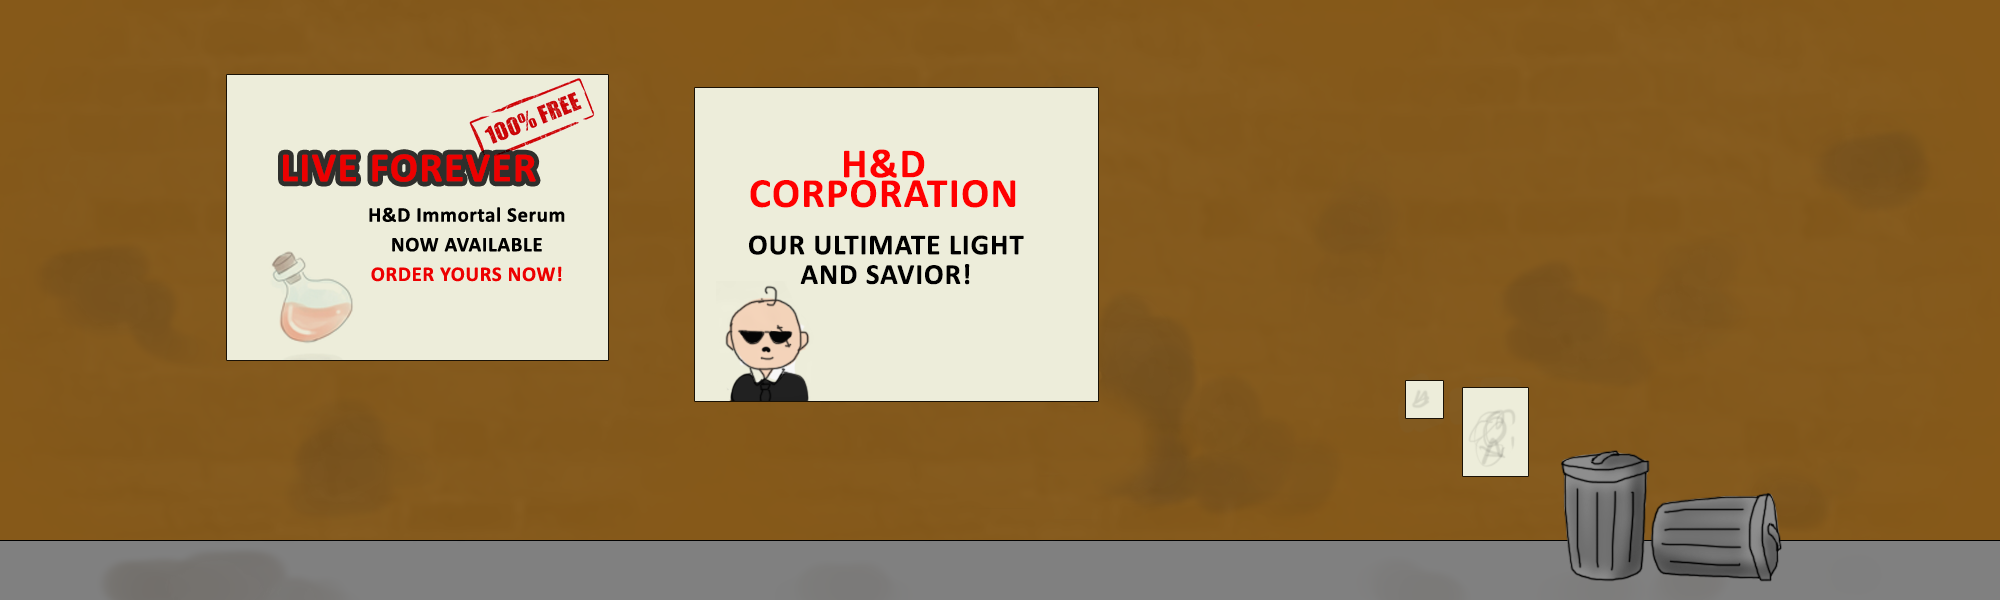 100% FREE
LIVE FOREVER
H&D Immortal Serum
NOW AVAILABLE
ORDER YOURS NOW!
H&D
CORPORATION
OUR ULTIMATE LIGHT
AND SAVIOR!